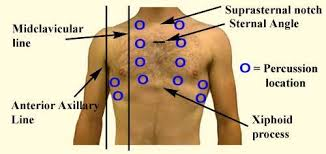 Suprasternal notch
Sternal Angle
Midclavicular
line
O = Percussion
location
Anterior Axillary
Line
Xiphoid
process